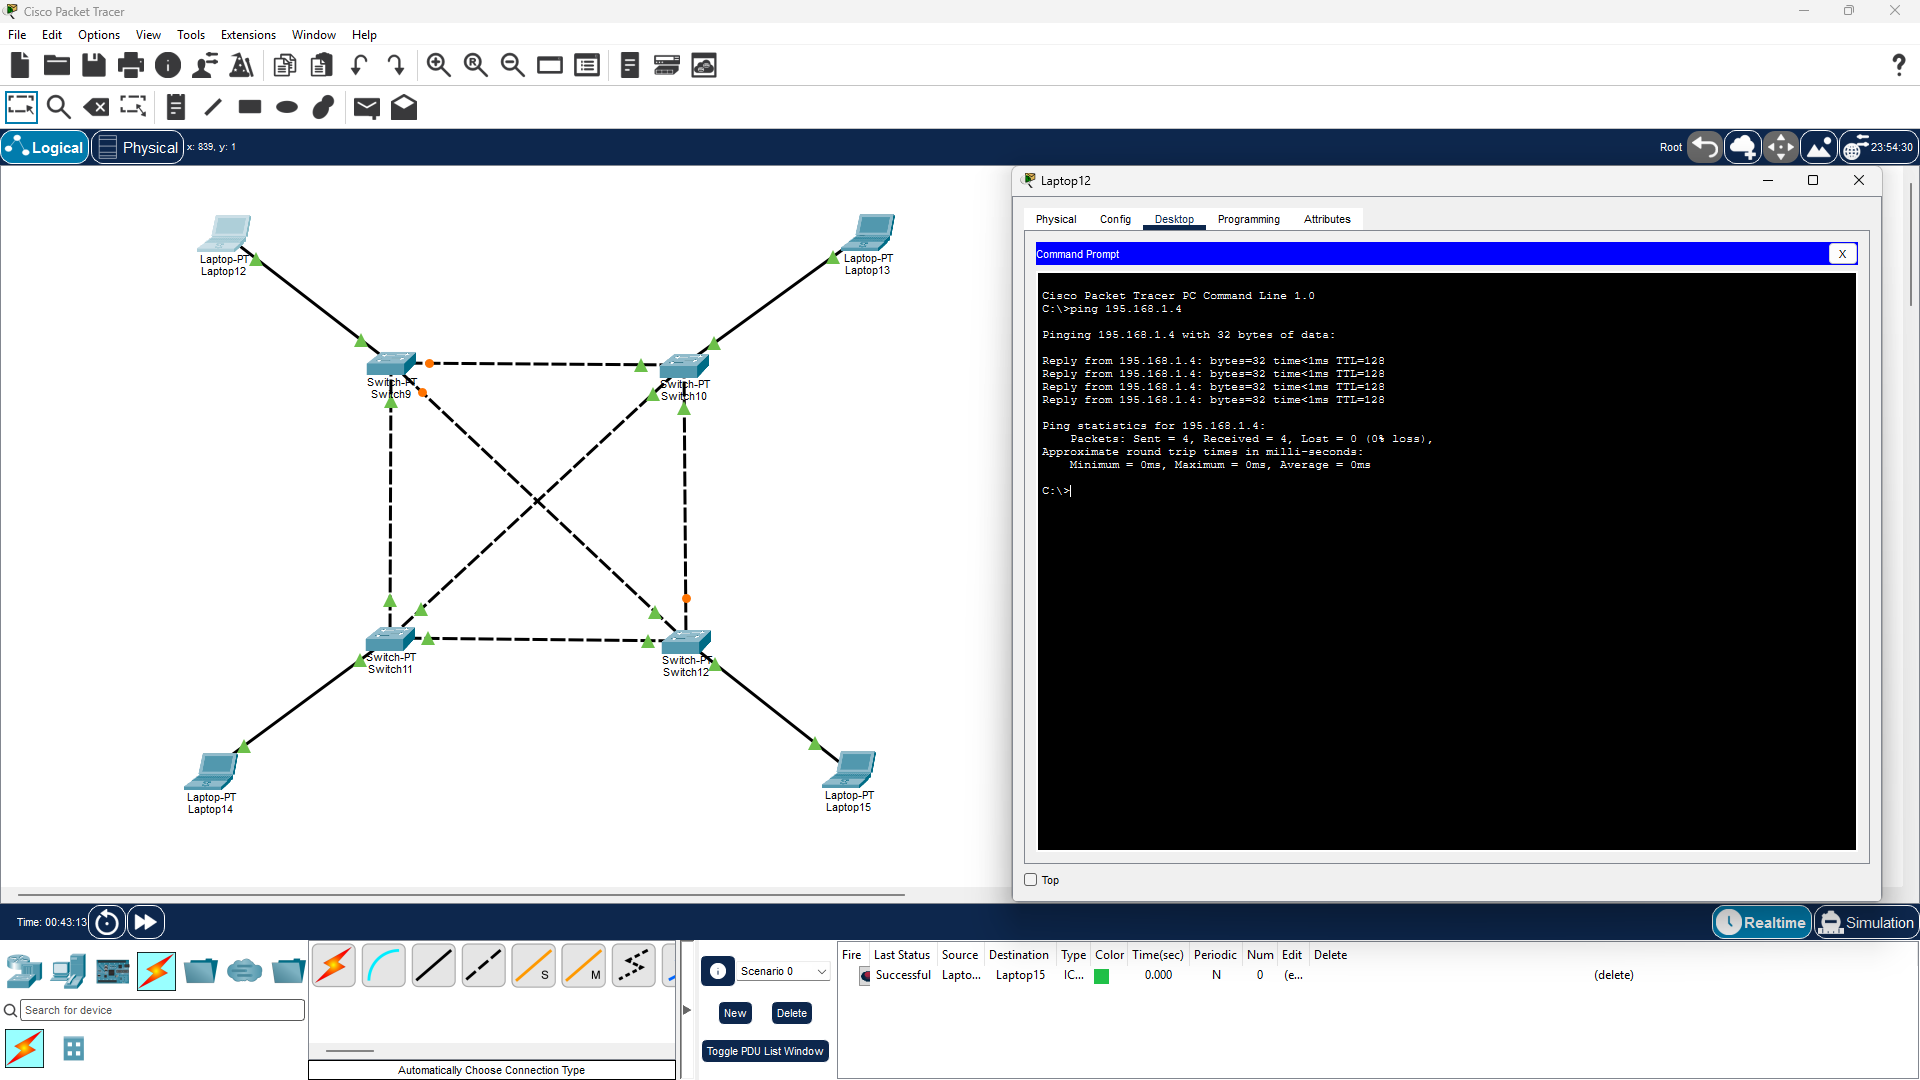 Cisco Packet Tracer
File Edit Options View Tools Extensions Window Help
Logical Physical x: 839, y: 1 Root 23:54:30
Laptop12
Physical Config Desktop Programming Attributes
Command Prompt X
Cisco Packet Tracer PC Command Line 1.0
C:\>ping 195.168.1.4
Pinging 195.168.1.4 with 32 bytes of data:
Reply from 195.168.1.4: bytes=32 time<1ms TTL=128
Reply from 195.168.1.4: bytes=32 time<1ms TTL=128
Reply from 195.168.1.4: bytes=32 time<1ms TTL=128
Reply from 195.168.1.4: bytes=32 time<1ms TTL=128
Ping statistics for 195.168.1.4:
Packets: Sent = 4, Received = 4, Lost = 0 (0% loss),
Approximate round trip times in milli-seconds:
Minimum = 0ms, Maximum = 0ms, Average = 0ms
C:\>
Top
Laptop-PT
Laptop12
Laptop-PT
Laptop13
Switch-PT
Switch9
Switch-PT
Switch10
Switch-PT
Switch11
Switch-PT
Switch12
Laptop-PT
Laptop14
Laptop-PT
Laptop15
Time: 00:43:13 Realtime Simulation
Search for device
S M
Automatically Choose Connection Type
Scenario 0
New Delete
Toggle PDU List Window
Fire Last Status Source Destination Type Color Time(sec) Periodic Num Edit Delete
Successful Lapto... Laptop15 IC... 0.000 N 0 (e... (delete)